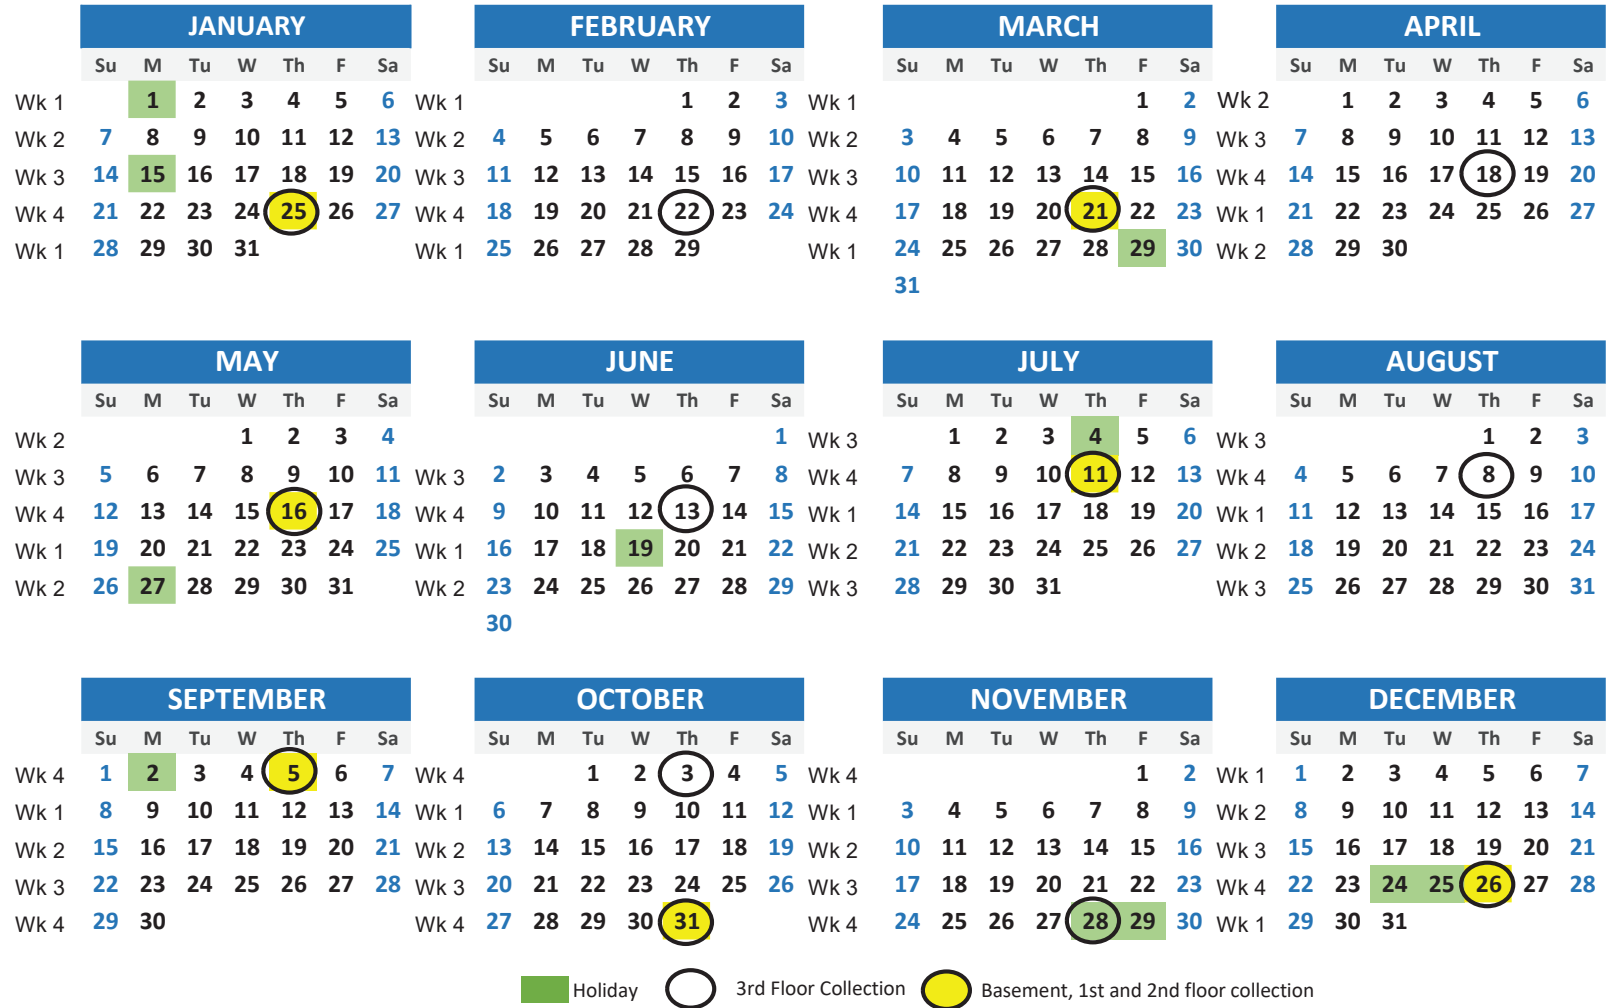 JANUARY FEBRUARY MARCH APRIL
Su M Tu W Th F Sa Su M Tu W Th F Sa Su M Tu W Th F Sa Su M Tu W Th F Sa
Wk 1 1 2 3 4 5 6 Wk 1 1 2 3 Wk 1 1 2 Wk 2 1 2 3 4 5 6
Wk 2 7 8 9 10 11 12 13 Wk 2 4 5 6 7 8 9 10 Wk 2 3 4 5 6 7 8 9 Wk 3 7 8 9 10 11 12 13
Wk 3 14 15 16 17 18 19 20 Wk 3 11 12 13 14 15 16 17 Wk 3 10 11 12 13 14 15 16 Wk 4 14 15 16 17 18 19 20
Wk 4 21 22 23 24 25 26 27 Wk 4 18 19 20 21 22 23 24 Wk 4 17 18 19 20 21 22 23 Wk 1 21 22 23 24 25 26 27
Wk 1 28 29 30 31 Wk 1 25 26 27 28 29 Wk 1 24 25 26 27 28 29 30 Wk 2 28 29 30
31
MAY JUNE JULY AUGUST
Su M Tu W Th F Sa Su M Tu W Th F Sa Su M Tu W Th F Sa Su M Tu W Th F Sa
Wk 2 1 2 3 4 1 Wk 3 1 2 3 4 5 6 Wk 3 1 2 3
Wk 3 5 6 7 8 9 10 11 Wk 3 2 3 4 5 6 7 8 Wk 4 7 8 9 10 11 12 13 Wk 4 4 5 6 7 8 9 10
Wk 4 12 13 14 15 16 17 18 Wk 4 9 10 11 12 13 14 15 Wk 1 14 15 16 17 18 19 20 Wk 1 11 12 13 14 15 16 17
Wk 1 19 20 21 22 23 24 25 Wk 1 16 17 18 19 20 21 22 Wk 2 21 22 23 24 25 26 27 Wk 2 18 19 20 21 22 23 24
Wk 2 26 27 28 29 30 31 Wk 2 23 24 25 26 27 28 29 Wk 3 28 29 30 31 Wk 3 25 26 27 28 29 30 31
30
SEPTEMBER OCTOBER NOVEMBER DECEMBER
Su M Tu W Th F Sa Su M Tu W Th F Sa Su M Tu W Th F Sa Su M Tu W Th F Sa
Wk 4 1 2 3 4 5 6 7 Wk 4 1 2 3 4 5 Wk 4 1 2 Wk 1 1 2 3 4 5 6 7
Wk 1 8 9 10 11 12 13 14 Wk 1 6 7 8 9 10 11 12 Wk 1 3 4 5 6 7 8 9 Wk 2 8 9 10 11 12 13 14
Wk 2 15 16 17 18 19 20 21 Wk 2 13 14 15 16 17 18 19 Wk 2 10 11 12 13 14 15 16 Wk 3 15 16 17 18 19 20 21
Wk 3 22 23 24 25 26 27 28 Wk 3 20 21 22 23 24 25 26 Wk 3 17 18 19 20 21 22 23 Wk 4 22 23 24 25 26 27 28
Wk 4 29 30 Wk 4 27 28 29 30 31 Wk 4 24 25 26 27 28 29 30 Wk 1 29 30 31
Holiday 3rd Floor Collection Basement, 1st and 2nd floor collection